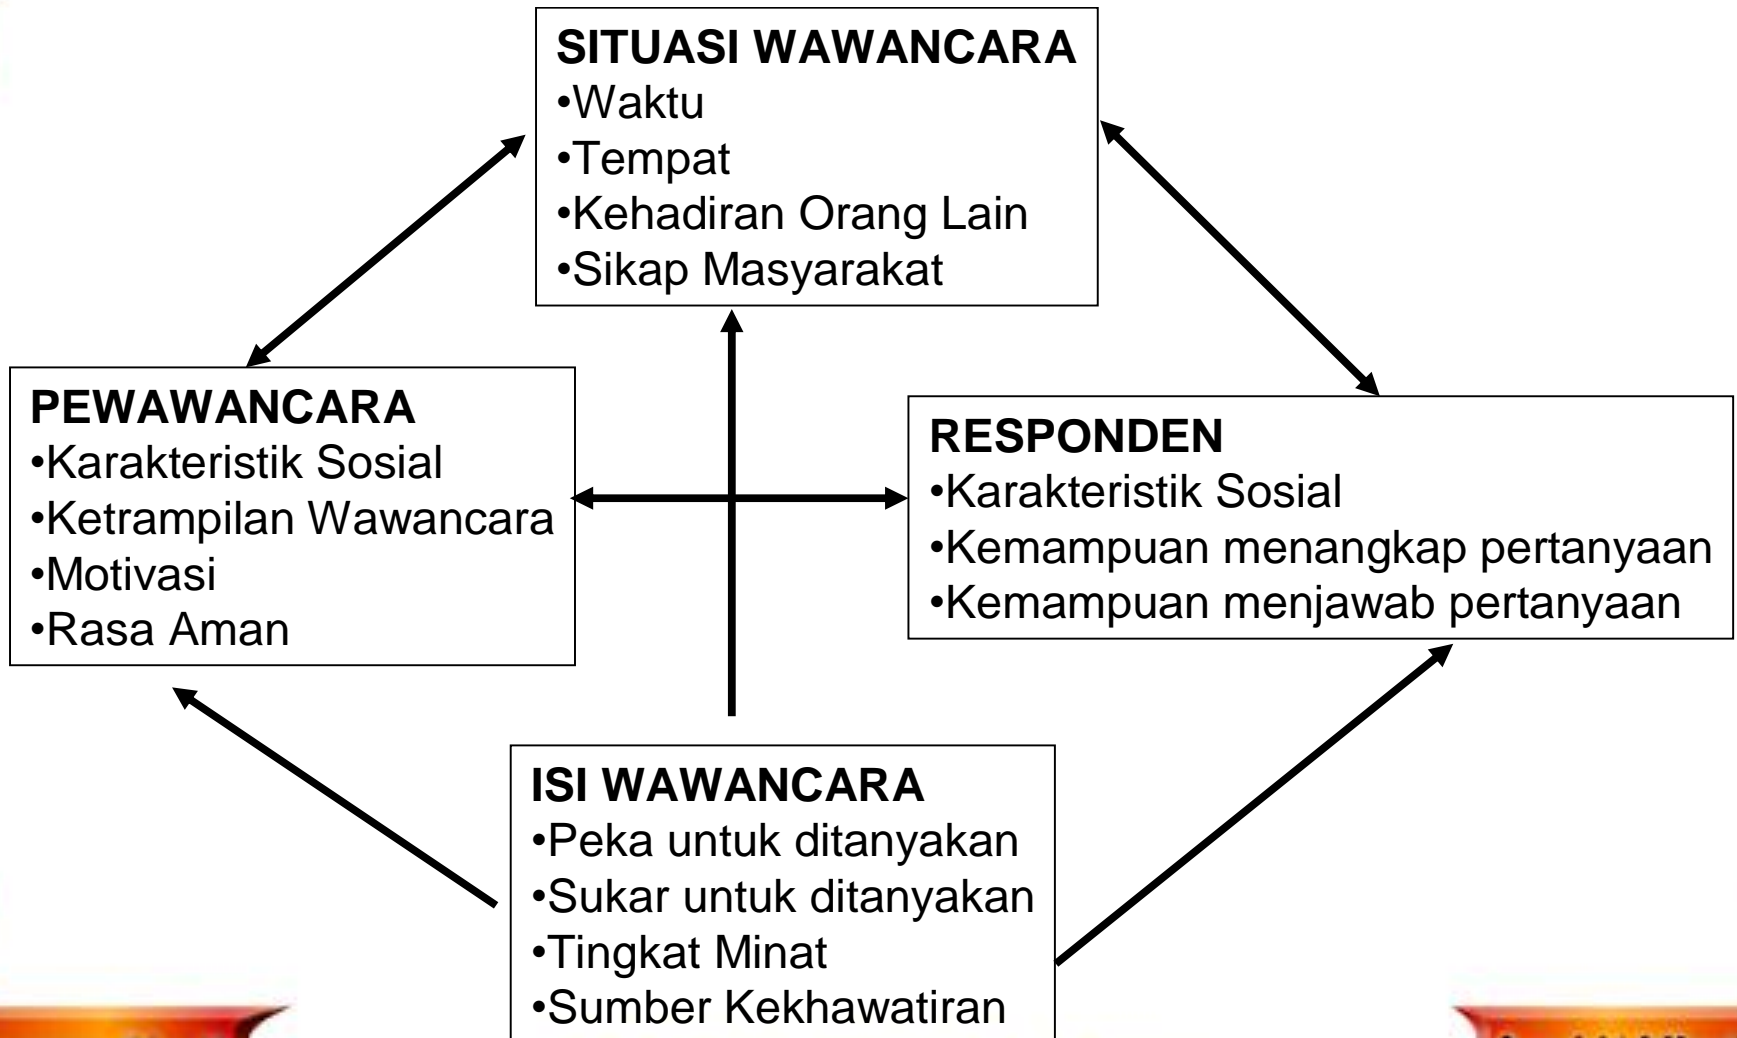 SITUASI WAWANCARA
•Waktu
•Tempat
•Kehadiran Orang Lain
•Sikap Masyarakat
PEWAWANCARA
•Karakteristik Sosial
•Ketrampilan Wawancara
•Motivasi
•Rasa Aman
RESPONDEN
•Karakteristik Sosial
•Kemampuan menangkap pertanyaan
•Kemampuan menjawab pertanyaan
ISI WAWANCARA
•Peka untuk ditanyakan
•Sukar untuk ditanyakan
•Tingkat Minat
•Sumber Kekhawatiran